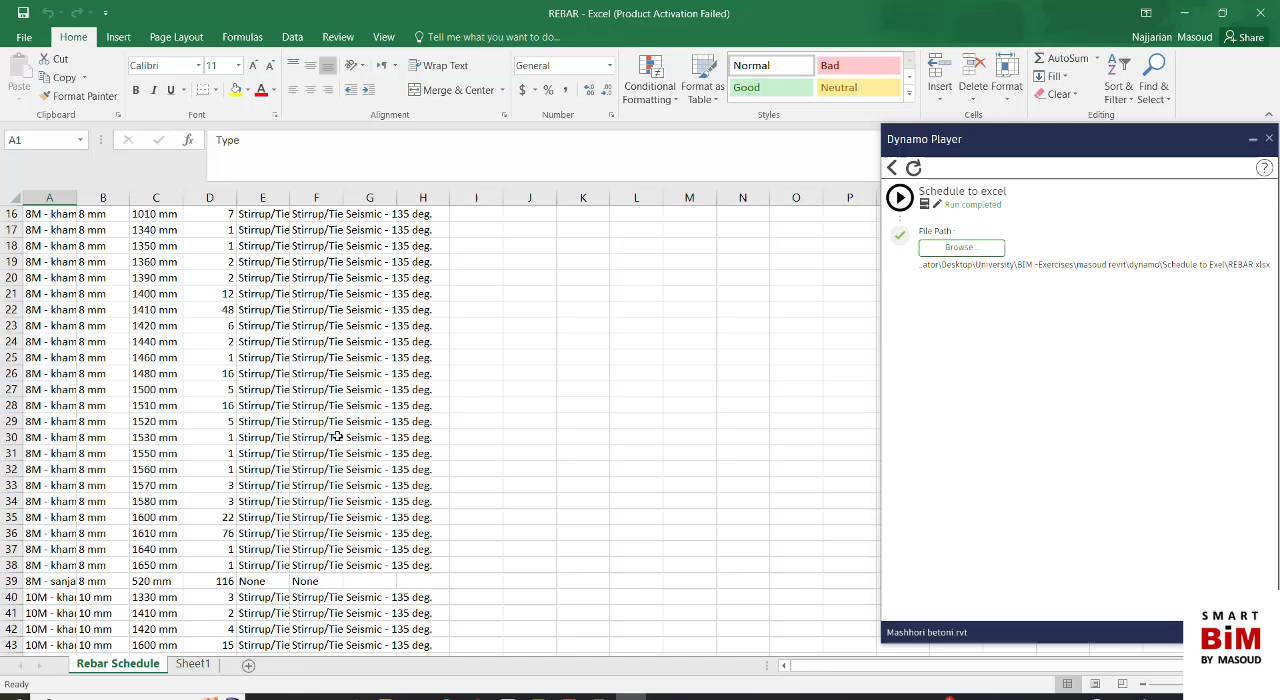 REBAR - Excel (Product Activation Failed)
File Home Insert Page Layout Formulas Data Review View Tell me what you want to do... Najjarian Masoud Share
Paste Cut Copy Format Painter Clipboard
Calibri 11 B I U Font
Wrap Text Merge & Center Alignment
General $ % , Number
Conditional Formatting Format as Table Normal Bad Good Neutral Styles
Insert Delete Format Cells
AutoSum Fill Clear Sort & Filter Find & Select Editing
A1 fx Type
A B C D E F G H I J K L M N O P
16 8M - kham 8 mm 1010 mm 7 Stirrup/Tie Stirrup/Tie Seismic - 135 deg.
17 8M - kham 8 mm 1340 mm 1 Stirrup/Tie Stirrup/Tie Seismic - 135 deg.
18 8M - kham 8 mm 1350 mm 1 Stirrup/Tie Stirrup/Tie Seismic - 135 deg.
19 8M - kham 8 mm 1360 mm 2 Stirrup/Tie Stirrup/Tie Seismic - 135 deg.
20 8M - kham 8 mm 1390 mm 2 Stirrup/Tie Stirrup/Tie Seismic - 135 deg.
21 8M - kham 8 mm 1400 mm 12 Stirrup/Tie Stirrup/Tie Seismic - 135 deg.
22 8M - kham 8 mm 1410 mm 48 Stirrup/Tie Stirrup/Tie Seismic - 135 deg.
23 8M - kham 8 mm 1420 mm 6 Stirrup/Tie Stirrup/Tie Seismic - 135 deg.
24 8M - kham 8 mm 1440 mm 2 Stirrup/Tie Stirrup/Tie Seismic - 135 deg.
25 8M - kham 8 mm 1460 mm 1 Stirrup/Tie Stirrup/Tie Seismic - 135 deg.
26 8M - kham 8 mm 1480 mm 16 Stirrup/Tie Stirrup/Tie Seismic - 135 deg.
27 8M - kham 8 mm 1500 mm 5 Stirrup/Tie Stirrup/Tie Seismic - 135 deg.
28 8M - kham 8 mm 1510 mm 16 Stirrup/Tie Stirrup/Tie Seismic - 135 deg.
29 8M - kham 8 mm 1520 mm 5 Stirrup/Tie Stirrup/Tie Seismic - 135 deg.
30 8M - kham 8 mm 1530 mm 1 Stirrup/Tie Stirrup/Tie Seismic - 135 deg.
31 8M - kham 8 mm 1550 mm 1 Stirrup/Tie Stirrup/Tie Seismic - 135 deg.
32 8M - kham 8 mm 1560 mm 1 Stirrup/Tie Stirrup/Tie Seismic - 135 deg.
33 8M - kham 8 mm 1570 mm 3 Stirrup/Tie Stirrup/Tie Seismic - 135 deg.
34 8M - kham 8 mm 1580 mm 3 Stirrup/Tie Stirrup/Tie Seismic - 135 deg.
35 8M - kham 8 mm 1600 mm 22 Stirrup/Tie Stirrup/Tie Seismic - 135 deg.
36 8M - kham 8 mm 1610 mm 76 Stirrup/Tie Stirrup/Tie Seismic - 135 deg.
37 8M - kham 8 mm 1640 mm 1 Stirrup/Tie Stirrup/Tie Seismic - 135 deg.
38 8M - kham 8 mm 1650 mm 1 Stirrup/Tie Stirrup/Tie Seismic - 135 deg.
39 8M - sanja 8 mm 520 mm 116 None None
40 10M - khar 10 mm 1330 mm 3 Stirrup/Tie Stirrup/Tie Seismic - 135 deg.
41 10M - khar 10 mm 1410 mm 2 Stirrup/Tie Stirrup/Tie Seismic - 135 deg.
42 10M - khar 10 mm 1420 mm 4 Stirrup/Tie Stirrup/Tie Seismic - 135 deg.
43 10M - khar 10 mm 1600 mm 15 Stirrup/Tie Stirrup/Tie Seismic - 135 deg.
Rebar Schedule Sheet1
Ready
Dynamo Player
?
Schedule to excel
Run completed
File Path :
Browse...
..ator\Desktop\University\BIM -Exercises\masoud revit\dynamo\Schedule to Exel\REBAR.xlsx
Mashhori betoni.rvt
SMART
BiM
BY MASOUD